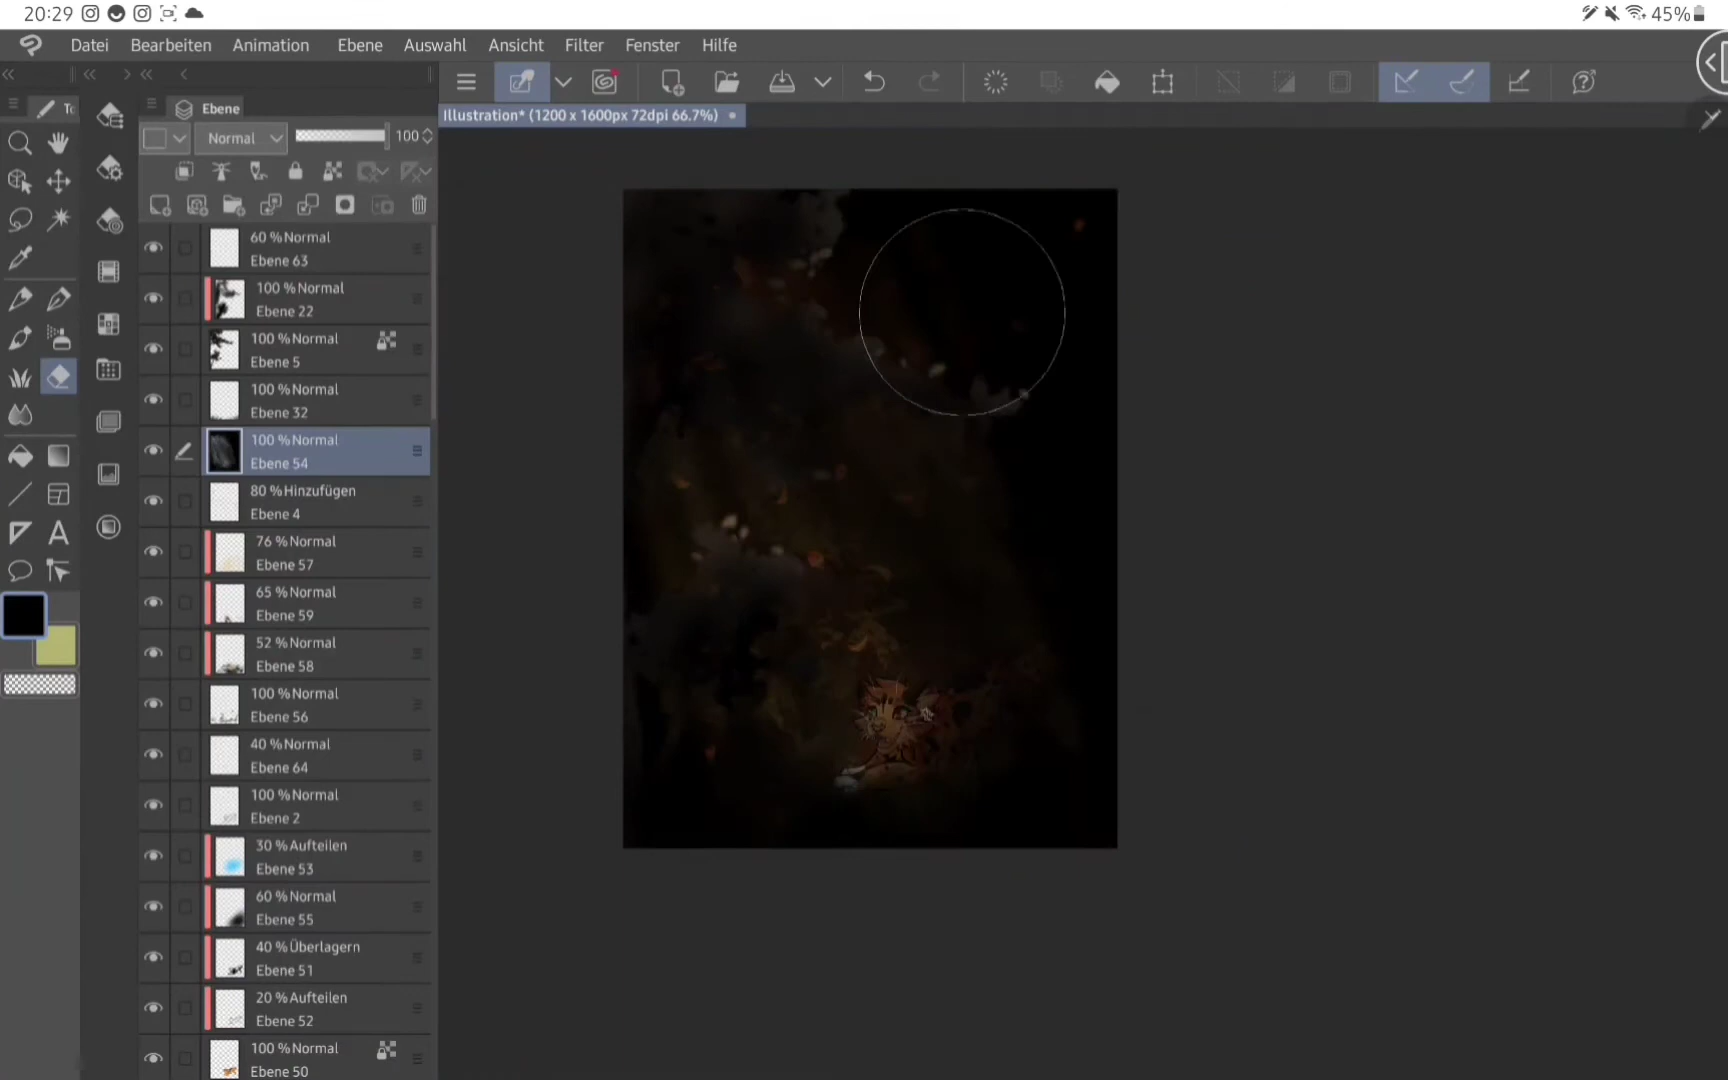 20:29
45%
Datei Bearbeiten Animation Ebene Auswahl Ansicht Filter Fenster Hilfe
To
Ebene
Normal 100
Illustration* (1200 x 1600px 72dpi 66.7%)
60 %Normal
Ebene 63
100 %Normal
Ebene 22
100 %Normal
Ebene 5
100 %Normal
Ebene 32
100 %Normal
Ebene 54
80 %Hinzufügen
Ebene 4
76 %Normal
Ebene 57
65 %Normal
Ebene 59
52 %Normal
Ebene 58
100 %Normal
Ebene 56
40 %Normal
Ebene 64
100 %Normal
Ebene 2
30 %Aufteilen
Ebene 53
60 %Normal
Ebene 55
40 %Überlagern
Ebene 51
20 %Aufteilen
Ebene 52
100 %Normal
Ebene 50